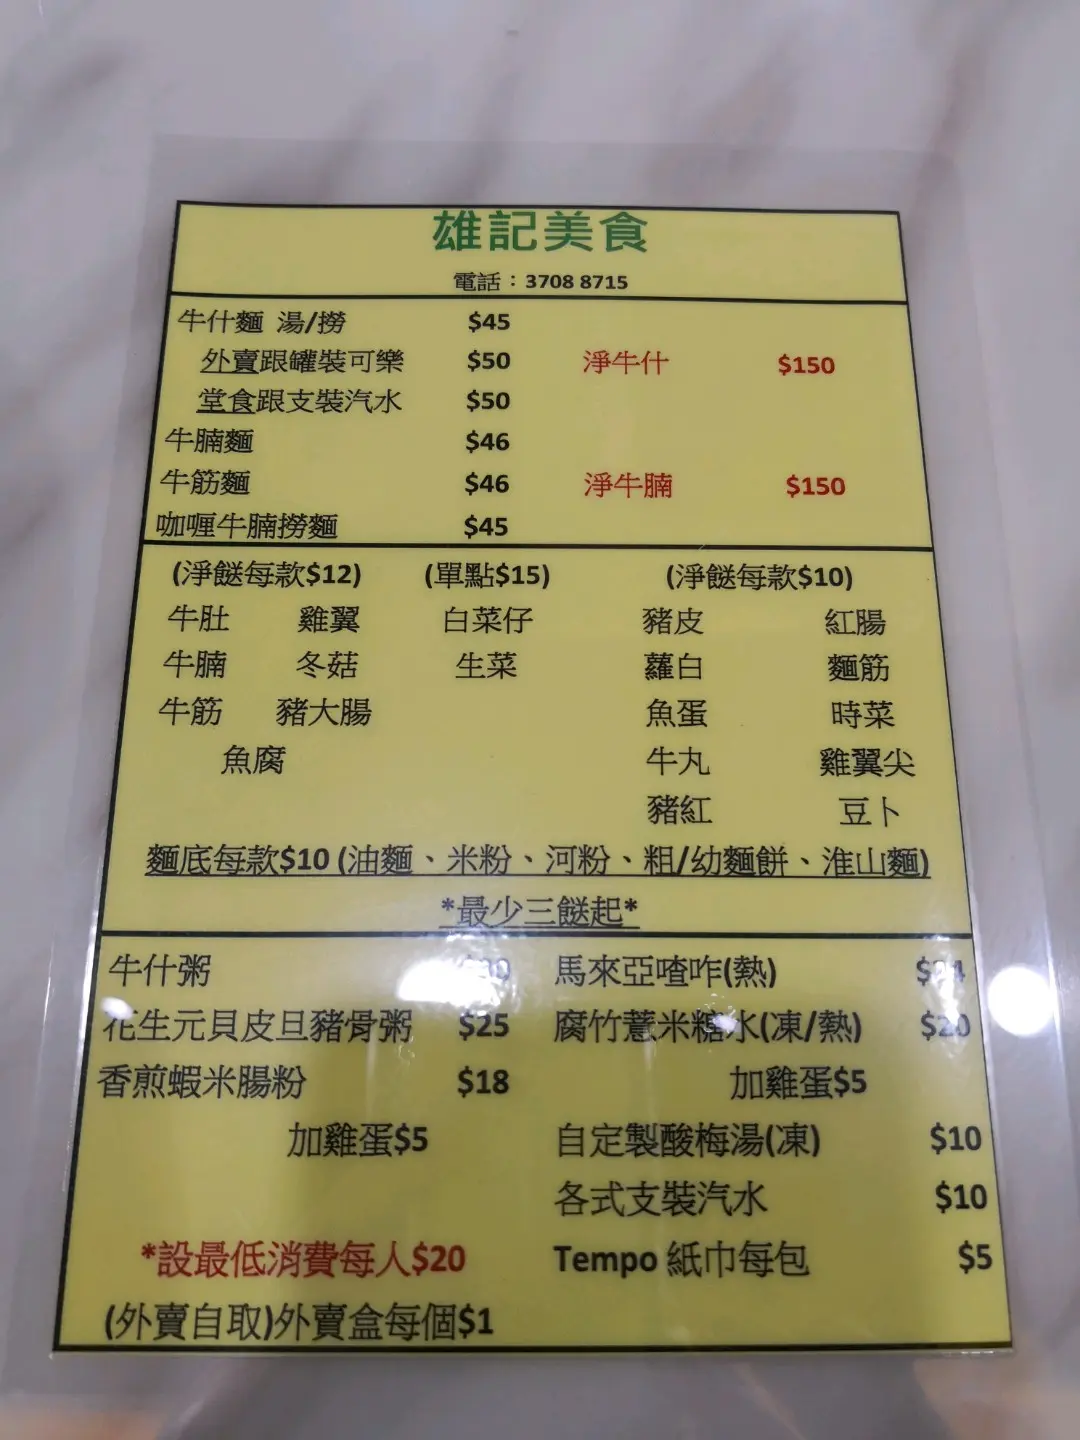 雄記美食
電話：3708 8715
牛什麵 湯/撈 $45
外賣跟罐裝可樂 $50 淨牛什 $150
堂食跟支裝汽水 $50
牛腩麵 $46
牛筋麵 $46 淨牛腩 $150
咖喱牛腩撈麵 $45
(淨餸每款$12) (單點$15) (淨餸每款$10)
牛肚 雞翼 白菜仔 豬皮 紅腸
牛腩 冬菇 生菜 蘿白 麵筋
牛筋 豬大腸 魚蛋 時菜
魚腐 牛丸 雞翼尖
豬紅 豆卜
麵底每款$10 (油麵、米粉、河粉、粗/幼麵餅、淮山麵)
*最少三餸起*
牛什粥 馬來亞喳咋(熱)
花生元貝皮旦豬骨粥 $25 腐竹薏米糖水(凍/熱) $20
香煎蝦米腸粉 $18 加雞蛋$5
加雞蛋$5 自定製酸梅湯(凍) $10
各式支裝汽水 $10
*設最低消費每人$20 Tempo 紙巾每包 $5
(外賣自取)外賣盒每個$1